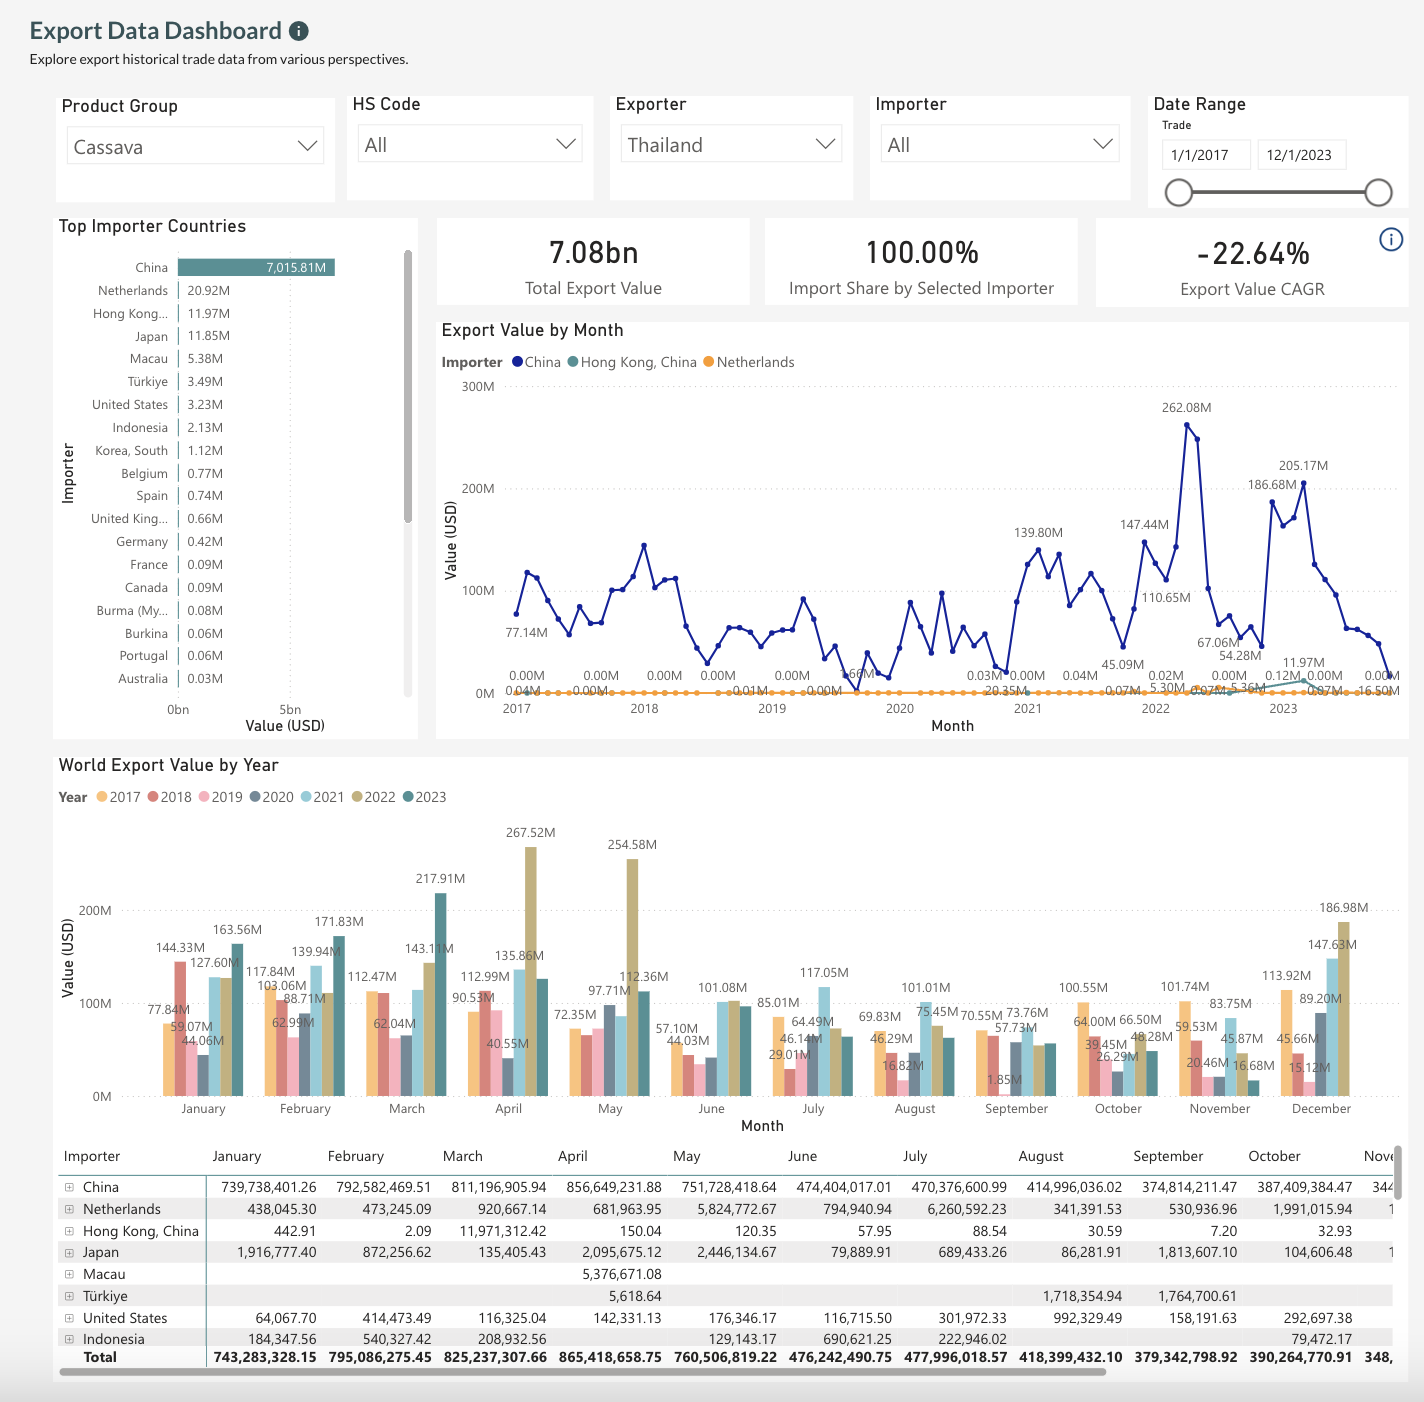 Export Data Dashboard
Explore export historical trade data from various perspectives.
Product Group
Cassava
HS Code
All
Exporter
Thailand
Importer
All
Date Range
Trade
1/1/2017 12/1/2023
Top Importer Countries
Importer
China 7,015.81M
Netherlands 20.92M
Hong Kong... 11.97M
Japan 11.85M
Macau 5.38M
Türkiye 3.49M
United States 3.23M
Indonesia 2.13M
Korea, South 1.12M
Belgium 0.77M
Spain 0.74M
United King... 0.66M
Germany 0.42M
France 0.09M
Canada 0.09M
Burma (My... 0.08M
Burkina 0.06M
Portugal 0.06M
Australia 0.03M
0bn 5bn
Value (USD)
7.08bn
Total Export Value
100.00%
Import Share by Selected Importer
-22.64%
Export Value CAGR
Export Value by Month
Importer China Hong Kong, China Netherlands
Value (USD)
300M
262.08M
205.17M
200M 186.68M
139.80M 147.44M
100M 110.65M
77.14M
67.06M
54.28M
45.09M
11.97M
0.00M 0.00M 0.00M 0.00M 0.00M 0.03M 0.00M 0.04M 0.02M 0.00M 0.12M 0.00M 0.00M
0M 0.00M 0.01M 0.00M 20.35M 0.07M 5.30M 0.07M 5.36M 0.07M 16.50M
2017 2018 2019 2020 2021 2022 2023
Month
World Export Value by Year
Year 2017 2018 2019 2020 2021 2022 2023
Value (USD)
200M
100M
0M
77.84M 144.33M 59.07M 44.06M 127.60M 163.56M
117.84M 103.06M 62.99M 88.71M 139.94M 171.83M
112.47M 62.04M 143.11M 217.91M
90.53M 112.99M 40.55M 135.86M 267.52M
72.35M 97.71M 254.58M 112.36M
57.10M 44.03M 101.08M
85.01M 29.01M 46.14M 64.49M 117.05M
69.83M 46.29M 16.82M 101.01M 75.45M
70.55M 1.85M 57.73M 73.76M
100.55M 64.00M 39.45M 26.29M 66.50M 48.28M
101.74M 59.53M 20.46M 83.75M 45.87M 16.68M
113.92M 45.66M 15.12M 89.20M 147.63M 186.98M
January February March April May June July August September October November December
Month
Importer January February March April May June July August September October Nove
China 739,738,401.26 792,582,469.51 811,196,905.94 856,649,231.88 751,728,418.64 474,404,017.01 470,376,600.99 414,996,036.02 374,814,211.47 387,409,384.47 344
Netherlands 438,045.30 473,245.09 920,667.14 681,963.95 5,824,772.67 794,940.94 6,260,592.23 341,391.53 530,936.96 1,991,015.94 1
Hong Kong, China 442.91 2.09 11,971,312.42 150.04 120.35 57.95 88.54 30.59 7.20 32.93
Japan 1,916,777.40 872,256.62 135,405.43 2,095,675.12 2,446,134.67 79,889.91 689,433.26 86,281.91 1,813,607.10 104,606.48 1
Macau 5,376,671.08
Türkiye 5,618.64 1,718,354.94 1,764,700.61
United States 64,067.70 414,473.49 116,325.04 142,331.13 176,346.17 116,715.50 301,972.33 992,329.49 158,191.63 292,697.38
Indonesia 184,347.56 540,327.42 208,932.56 129,143.17 690,621.25 222,946.02 79,472.17
Total 743,283,328.15 795,086,275.45 825,237,307.66 865,418,658.75 760,506,819.22 476,242,490.75 477,996,018.57 418,399,432.10 379,342,798.92 390,264,770.91 348,